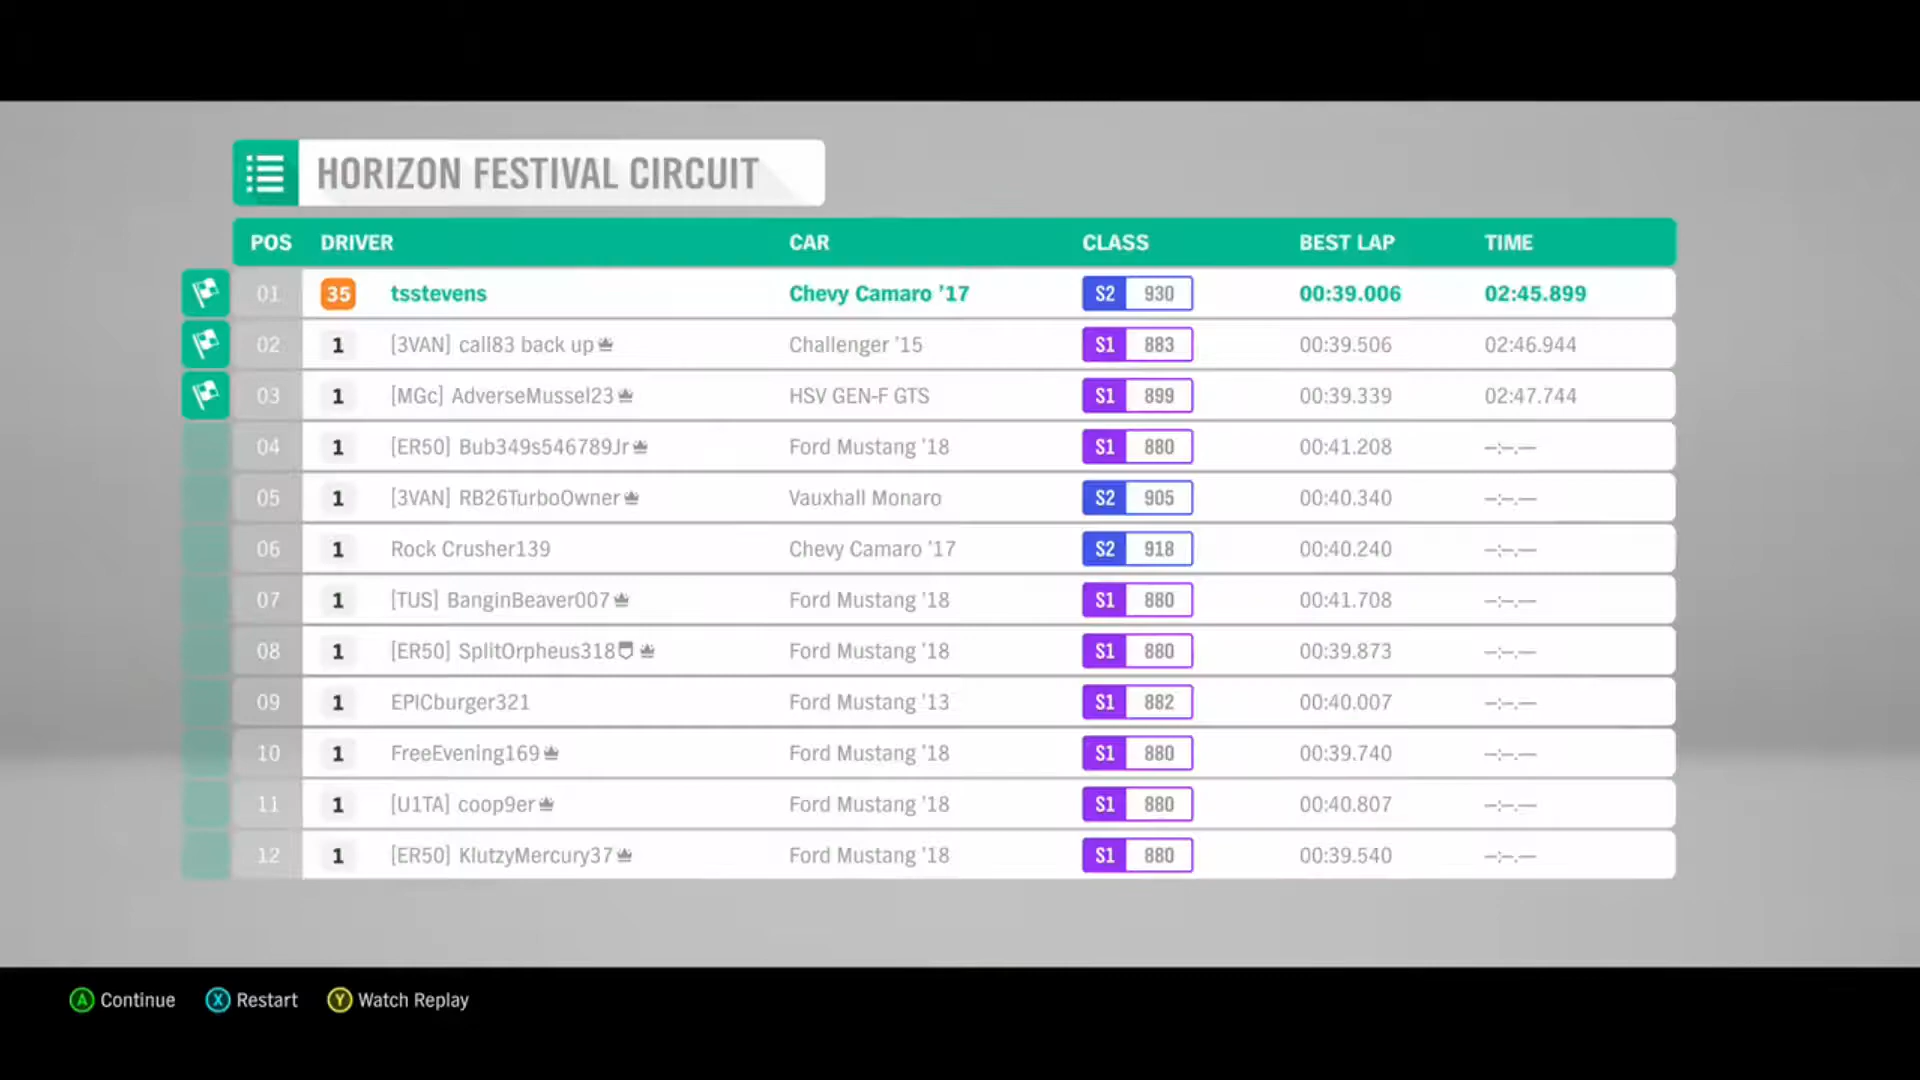 HORIZON FESTIVAL CIRCUIT
POS DRIVER CAR CLASS BEST LAP TIME
01 35 tsstevens Chevy Camaro '17 S2 930 00:39.006 02:45.899
02 1 [3VAN] call83 back up Challenger '15 S1 883 00:39.506 02:46.944
03 1 [MGc] AdverseMussel23 HSV GEN-F GTS S1 899 00:39.339 02:47.744
04 1 [ER50] Bub349s546789Jr Ford Mustang '18 S1 880 00:41.208 --:--.---
05 1 [3VAN] RB26TurboOwner Vauxhall Monaro S2 905 00:40.340 --:--.---
06 1 Rock Crusher139 Chevy Camaro '17 S2 918 00:40.240 --:--.---
07 1 [TUS] BanginBeaver007 Ford Mustang '18 S1 880 00:41.708 --:--.---
08 1 [ER50] SplitOrpheus318 Ford Mustang '18 S1 880 00:39.873 --:--.---
09 1 EPICburger321 Ford Mustang '13 S1 882 00:40.007 --:--.---
10 1 FreeEvening169 Ford Mustang '18 S1 880 00:39.740 --:--.---
11 1 [U1TA] coop9er Ford Mustang '18 S1 880 00:40.807 --:--.---
12 1 [ER50] KlutzyMercury37 Ford Mustang '18 S1 880 00:39.540 --:--.---
A Continue X Restart Y Watch Replay